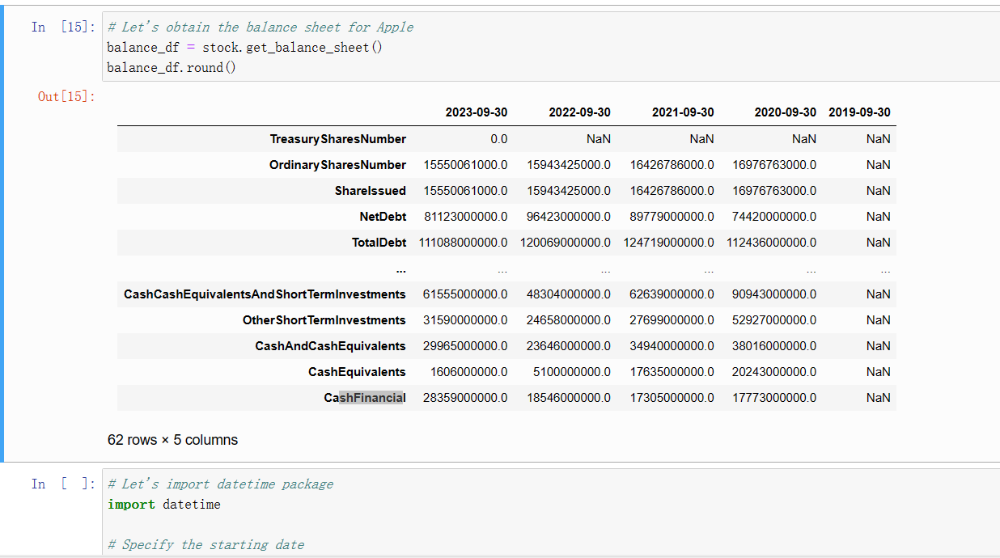 In [15]: # Let's obtain the balance sheet for Apple
balance_df = stock.get_balance_sheet()
balance_df.round()
Out[15]:
2023-09-30 2022-09-30 2021-09-30 2020-09-30 2019-09-30
TreasurySharesNumber 0.0 NaN NaN NaN NaN
OrdinarySharesNumber 15550061000.0 15943425000.0 16426786000.0 16976763000.0 NaN
ShareIssued 15550061000.0 15943425000.0 16426786000.0 16976763000.0 NaN
NetDebt 81123000000.0 96423000000.0 89779000000.0 74420000000.0 NaN
TotalDebt 111088000000.0 120069000000.0 124719000000.0 112436000000.0 NaN
... ... ... ... ... ...
CashCashEquivalentsAndShortTermInvestments 61555000000.0 48304000000.0 62639000000.0 90943000000.0 NaN
OtherShortTermInvestments 31590000000.0 24658000000.0 27699000000.0 52927000000.0 NaN
CashAndCashEquivalents 29965000000.0 23646000000.0 34940000000.0 38016000000.0 NaN
CashEquivalents 1606000000.0 5100000000.0 17635000000.0 20243000000.0 NaN
CashFinancial 28359000000.0 18546000000.0 17305000000.0 17773000000.0 NaN
62 rows × 5 columns
In [ ]: # Let's import datetime package
import datetime
# Specify the starting date